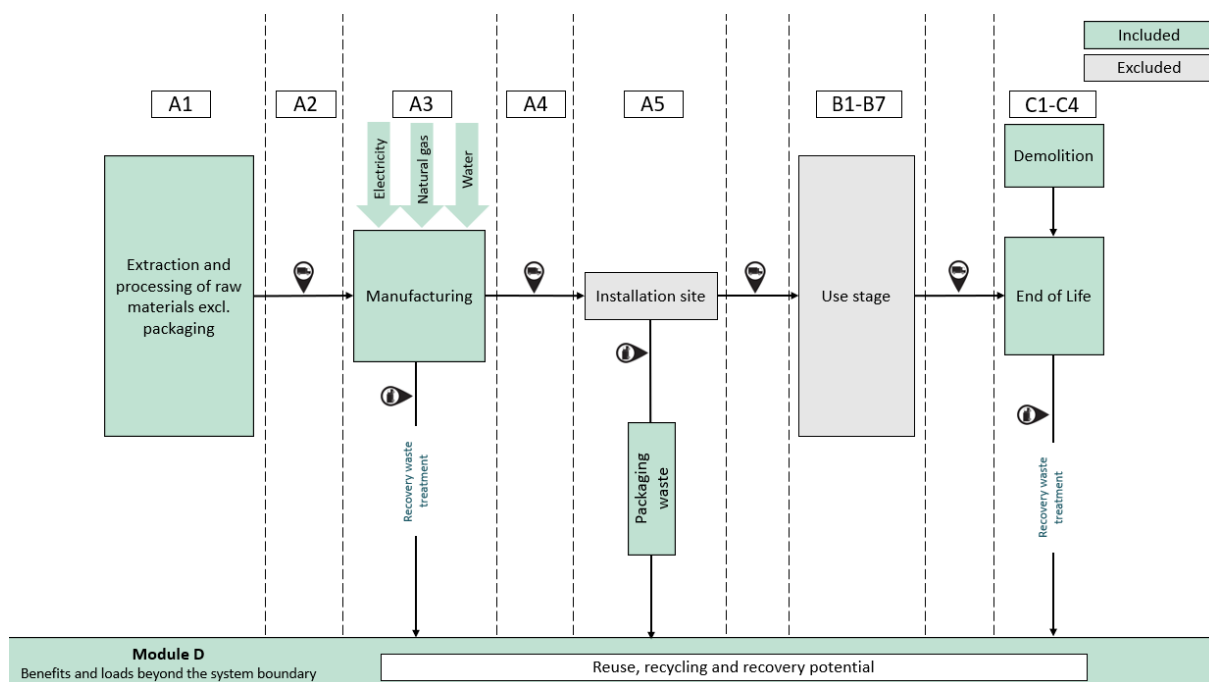 Included
Excluded
A1
A2
A3
A4
A5
B1-B7
C1-C4
Electricity
Natural gas
Water
Demolition
Extraction and
processing of raw
materials excl.
packaging
Manufacturing
Installation site
Use stage
End of Life
Recovery waste
treatment
Packaging
waste
Recovery waste
treatment
Module D
Benefits and loads beyond the system boundary
Reuse, recycling and recovery potential